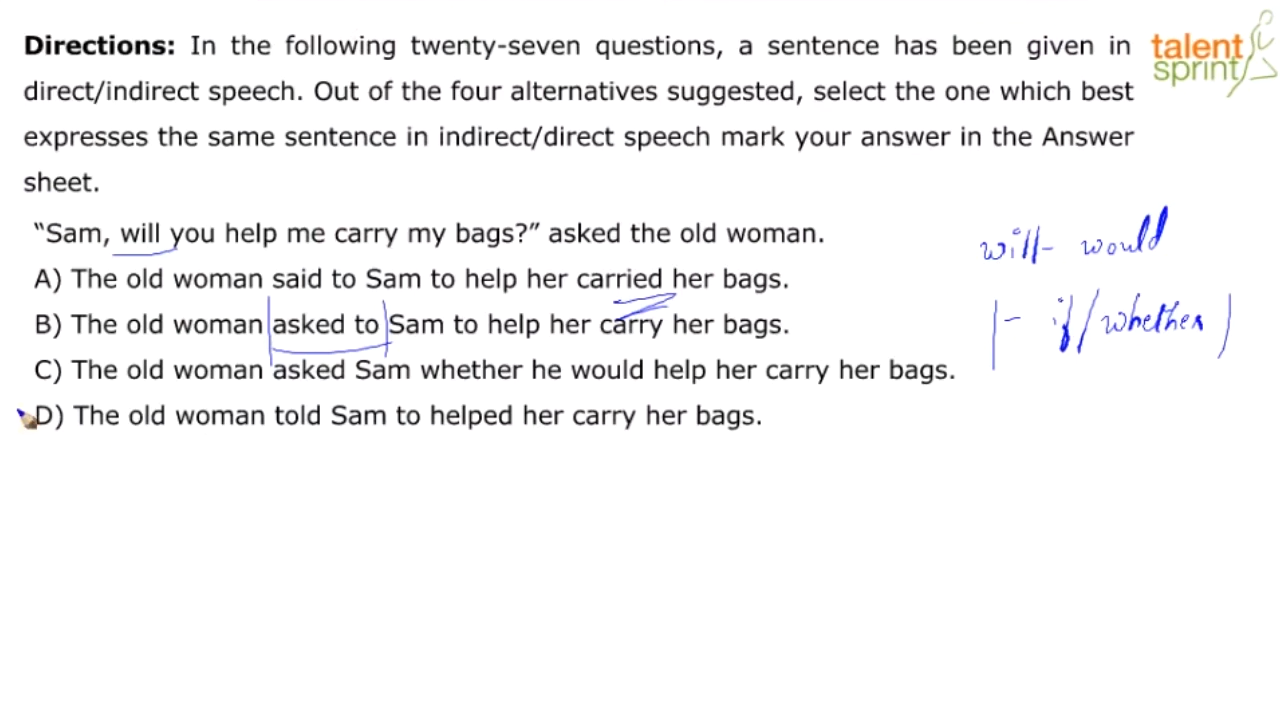 Directions: In the following twenty-seven questions, a sentence has been given in
talent
sprint
direct/indirect speech. Out of the four alternatives suggested, select the one which best
expresses the same sentence in indirect/direct speech mark your answer in the Answer
sheet.
“Sam, will you help me carry my bags?” asked the old woman.
will- would
A) The old woman said to Sam to help her carried her bags.
B) The old woman asked to Sam to help her carry her bags.
- if/whether
C) The old woman asked Sam whether he would help her carry her bags.
D) The old woman told Sam to helped her carry her bags.